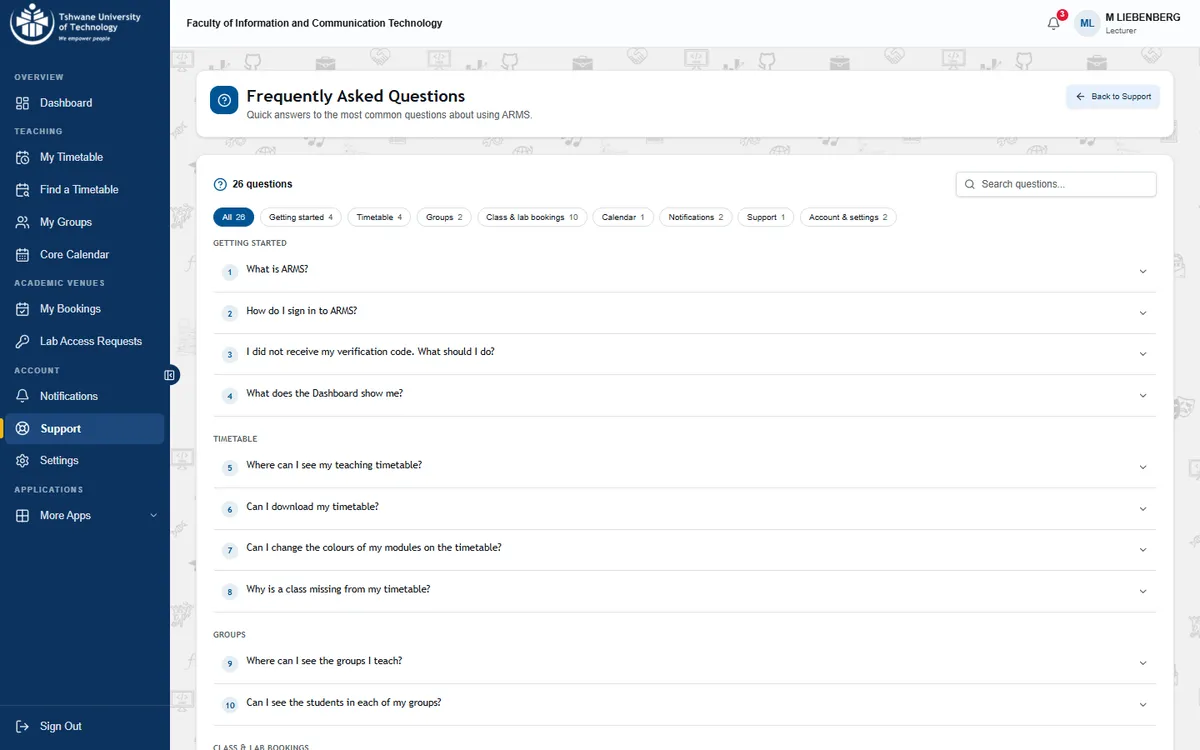 Tshwane University
of Technology
We empower people
Faculty of Information and Communication Technology
3
ML
M LIEBENBERG
Lecturer
OVERVIEW
Dashboard
TEACHING
My Timetable
Find a Timetable
My Groups
Core Calendar
ACADEMIC VENUES
My Bookings
Lab Access Requests
ACCOUNT
Notifications
Support
Settings
APPLICATIONS
More Apps
Sign Out
Frequently Asked Questions
Quick answers to the most common questions about using ARMS.
Back to Support
26 questions
Search questions...
All 26
Getting started 4
Timetable 4
Groups 2
Class & lab bookings 10
Calendar 1
Notifications 2
Support 1
Account & settings 2
GETTING STARTED
1 What is ARMS?
2 How do I sign in to ARMS?
3 I did not receive my verification code. What should I do?
4 What does the Dashboard show me?
TIMETABLE
5 Where can I see my teaching timetable?
6 Can I download my timetable?
7 Can I change the colours of my modules on the timetable?
8 Why is a class missing from my timetable?
GROUPS
9 Where can I see the groups I teach?
10 Can I see the students in each of my groups?
CLASS & LAB BOOKINGS